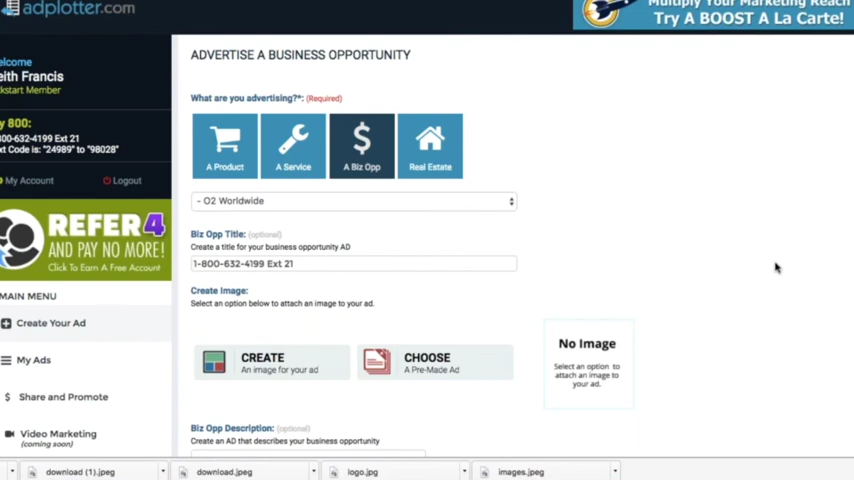 adplotter.com
Multiply Your Marketing Reach
Try A BOOST A La Carte!
elcome
eith Francis
ckstart Member
y 800:
800-632-4199 Ext 21
xt Code is: "24989" to "98028"
My Account
Logout
REFER 4
AND PAY NO MORE!
Click To Earn A Free Account
MAIN MENU
Create Your Ad
My Ads
$ Share and Promote
Video Marketing
(coming soon)
ADVERTISE A BUSINESS OPPORTUNITY
What are you advertising?*: (Required)
A Product
A Service
$
A Biz Opp
Real Estate
- O2 Worldwide
Biz Opp Title: (optional)
Create a title for your business opportunity AD
1-800-632-4199 Ext 21
Create Image:
Select an option below to attach an image to your ad.
CREATE
An image for your ad
CHOOSE
A Pre-Made Ad
No Image
Select an option to
attach an image to
your ad.
Biz Opp Description: (optional)
Create an AD that describes your business opportunity
download (1).jpeg
download.jpeg
logo.jpg
images.jpeg